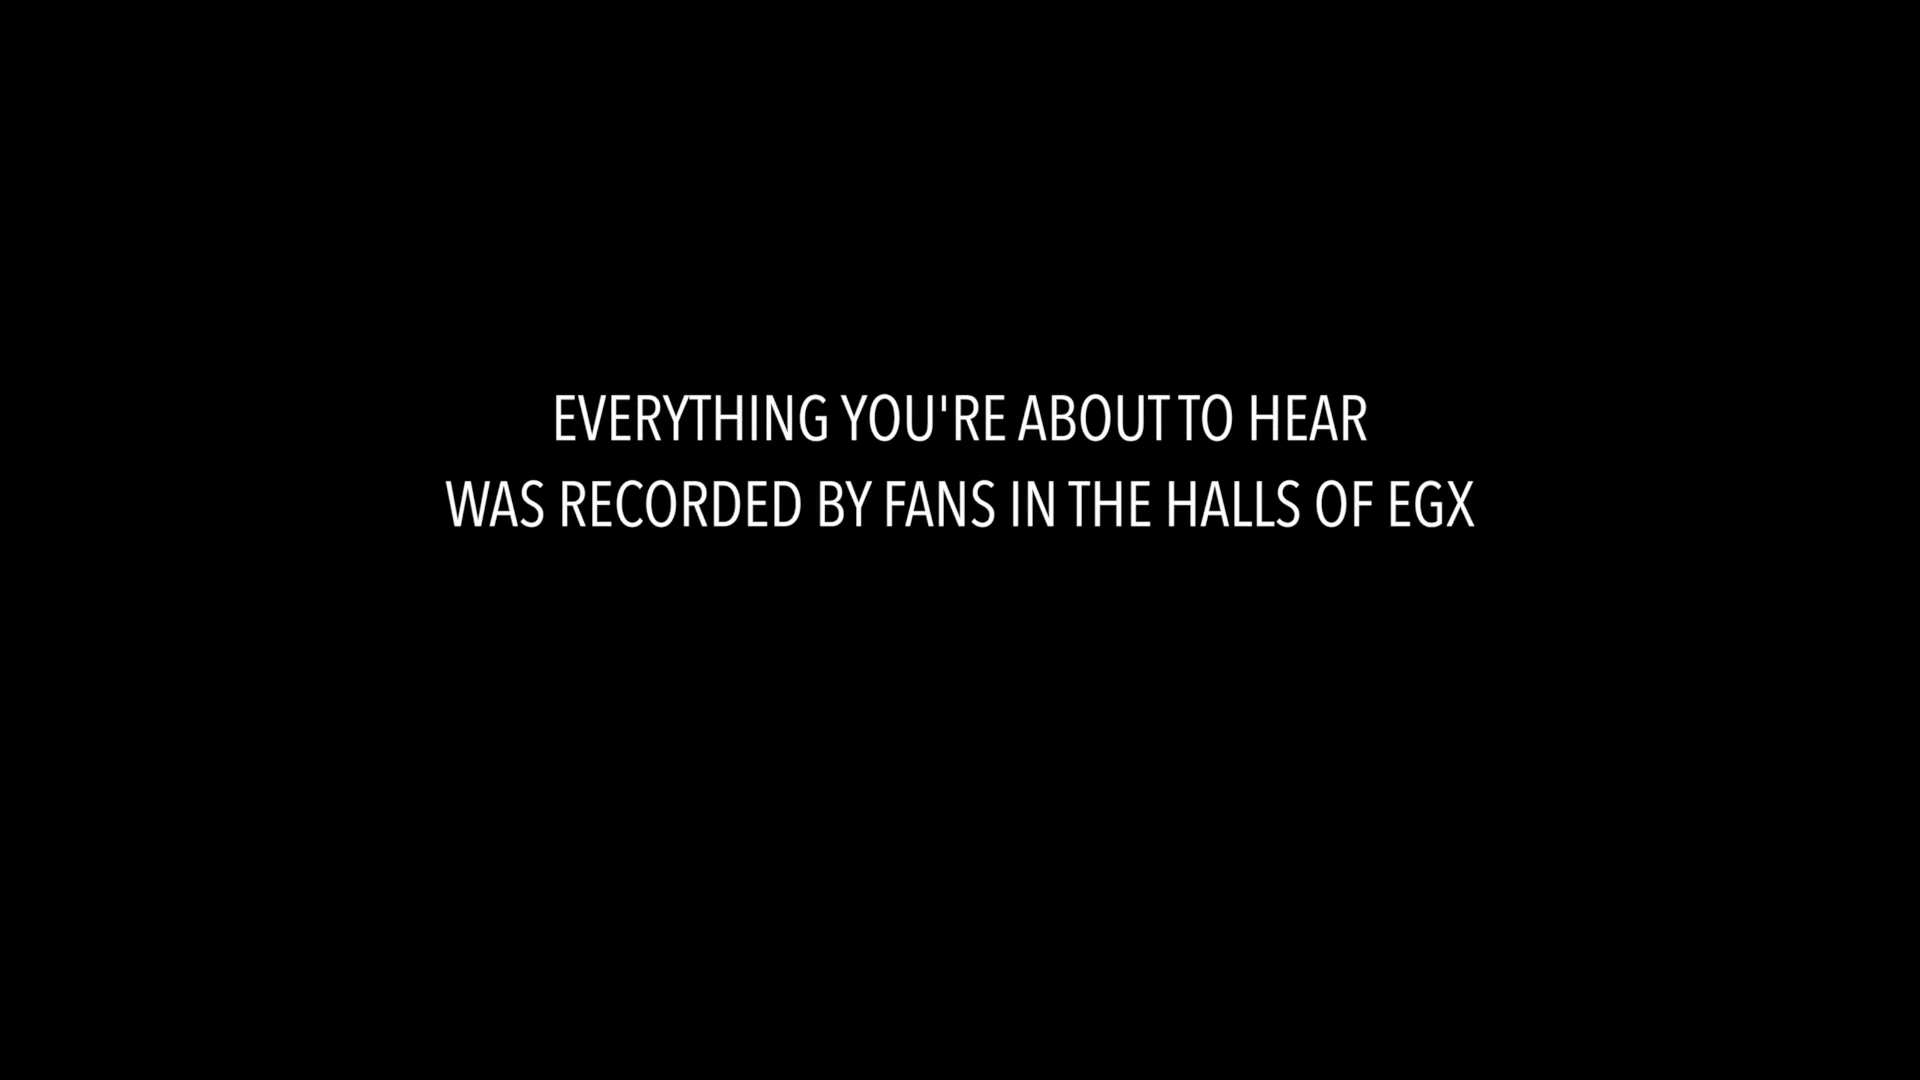 EVERYTHING YOU'RE ABOUT TO HEAR
WAS RECORDED BY FANS IN THE HALLS OF EGX